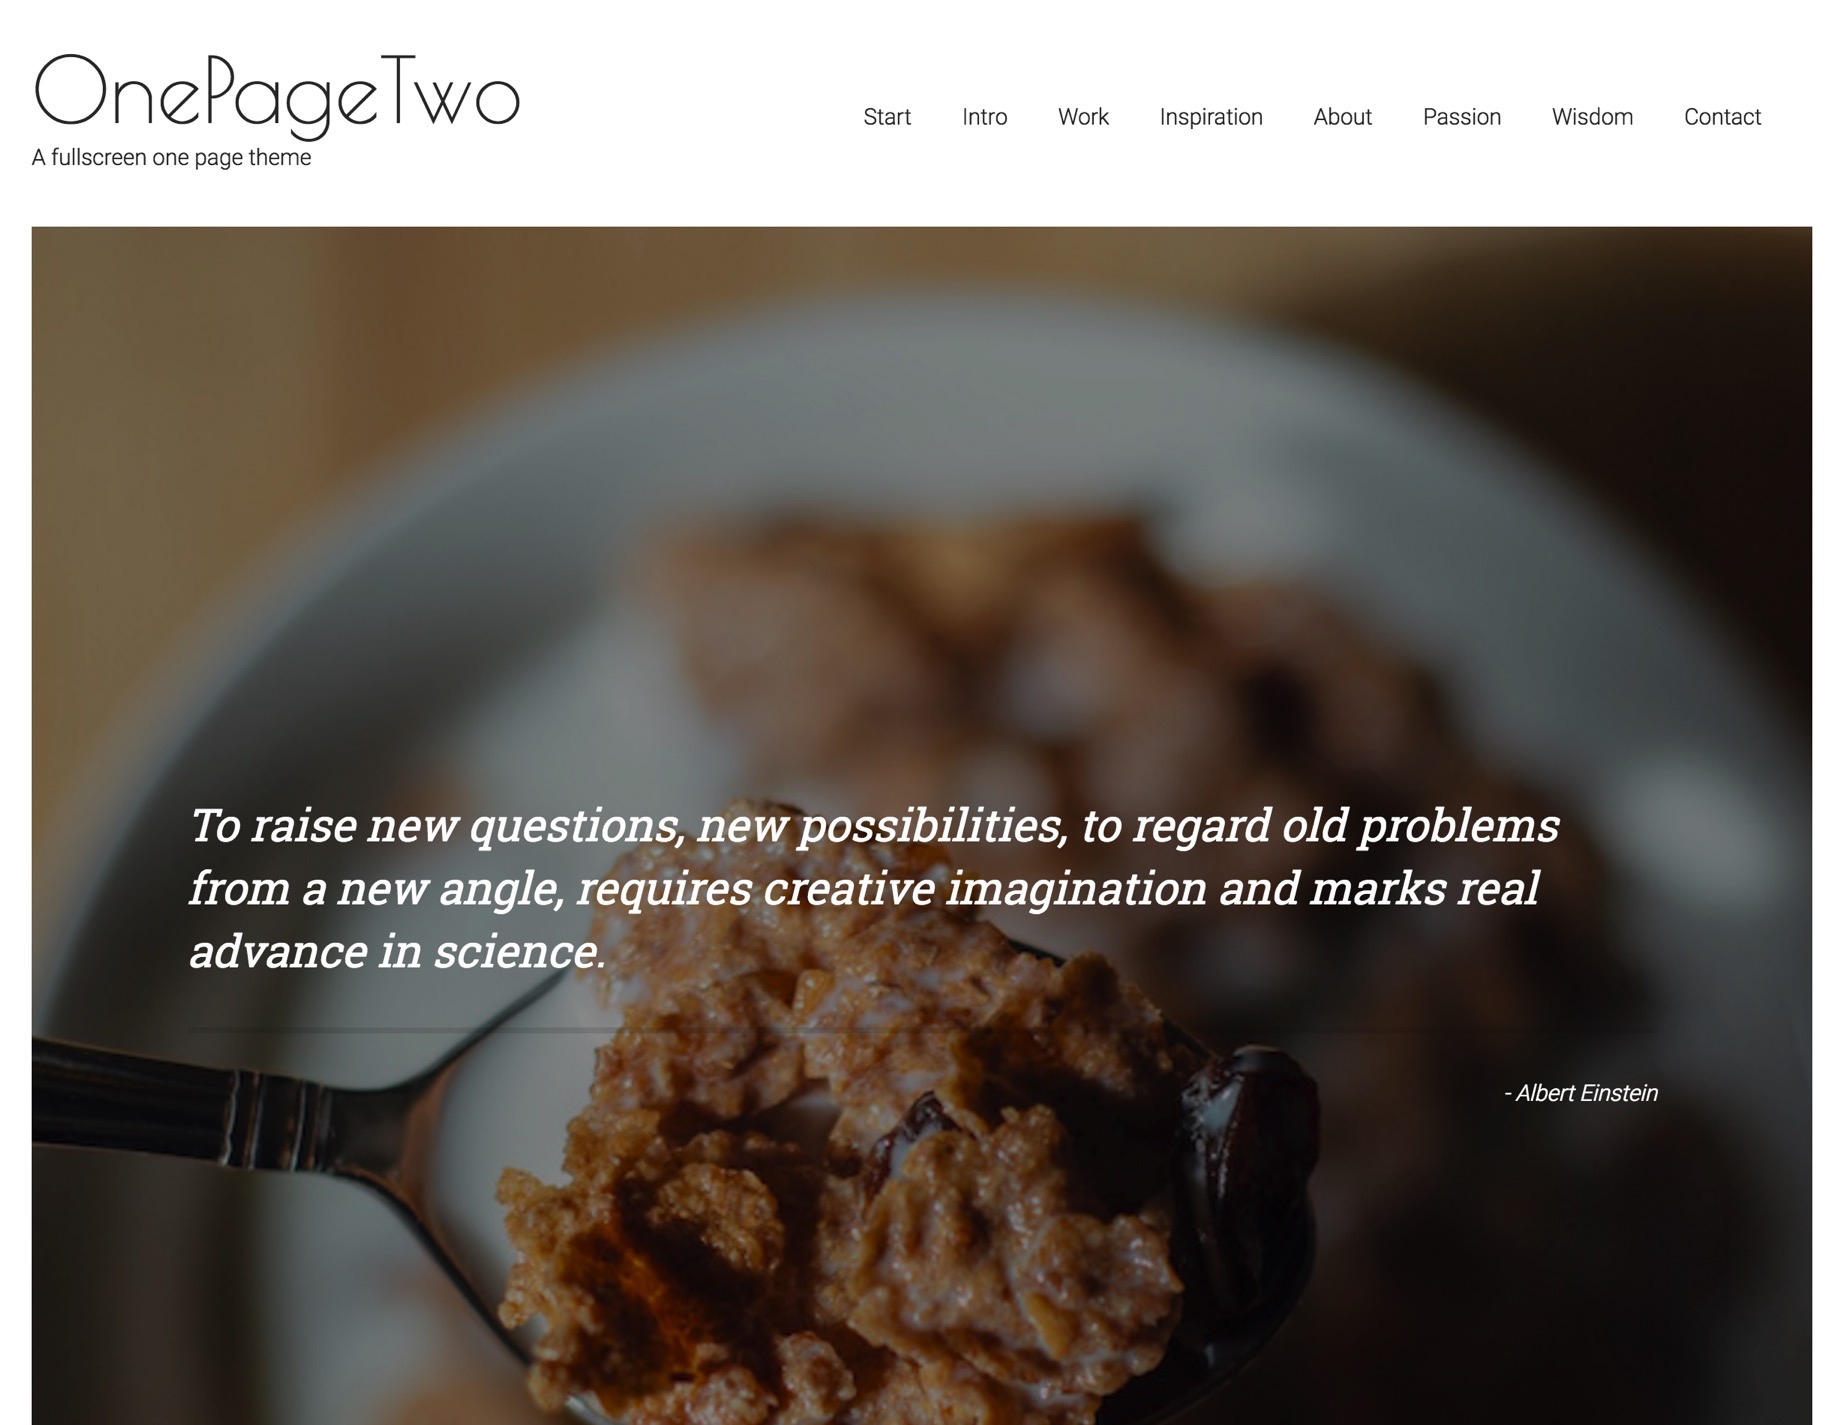 OnePageTwo
A fullscreen one page theme
Start Intro Work Inspiration About Passion Wisdom Contact
To raise new questions, new possibilities, to regard old problems
from a new angle, requires creative imagination and marks real
advance in science.
- Albert Einstein